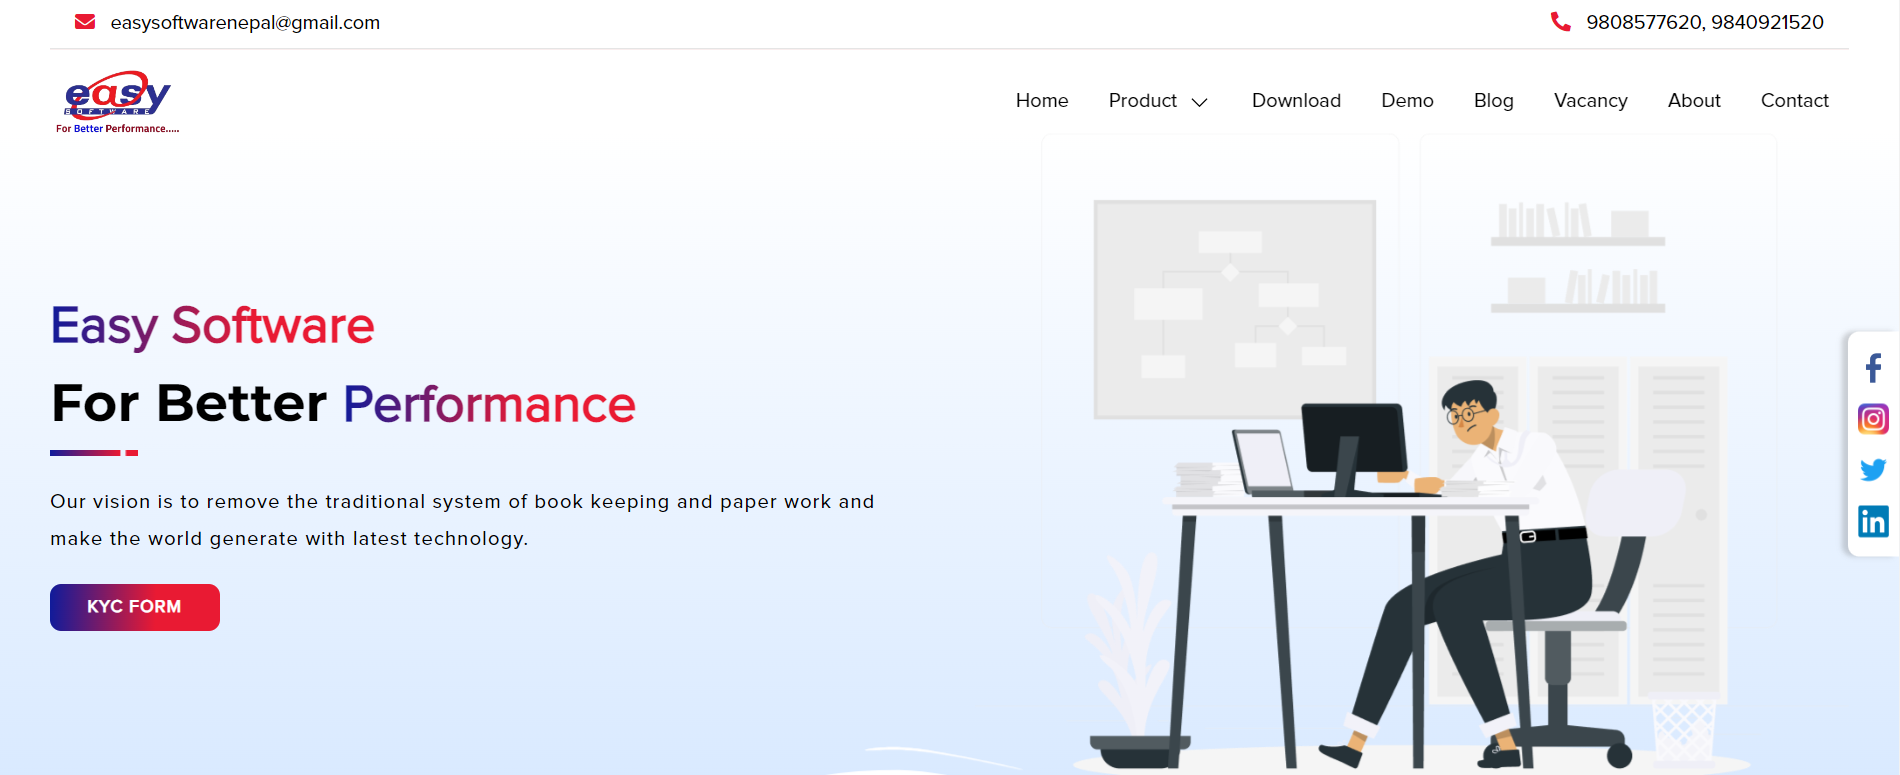 easysoftwarenepal@gmail.com
9808577620, 9840921520
easy
SOFTWARE
For Better Performance.....
Home Product Download Demo Blog Vacancy About Contact
Easy Software
For Better Performance
Our vision is to remove the traditional system of book keeping and paper work and
make the world generate with latest technology.
KYC FORM